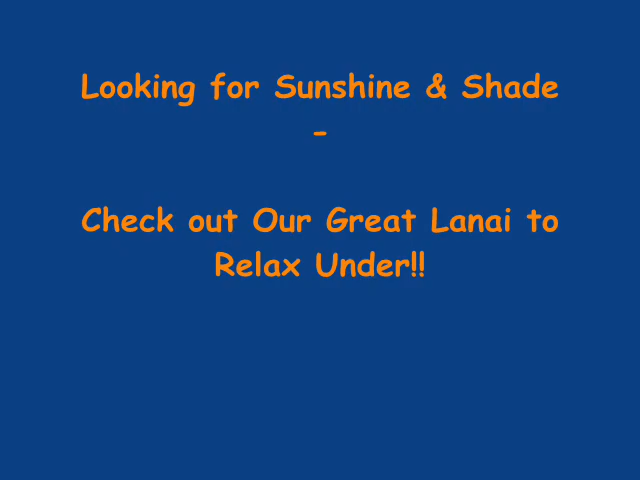 Looking for Sunshine & Shade
-
Check out Our Great Lanai to
Relax Under!!